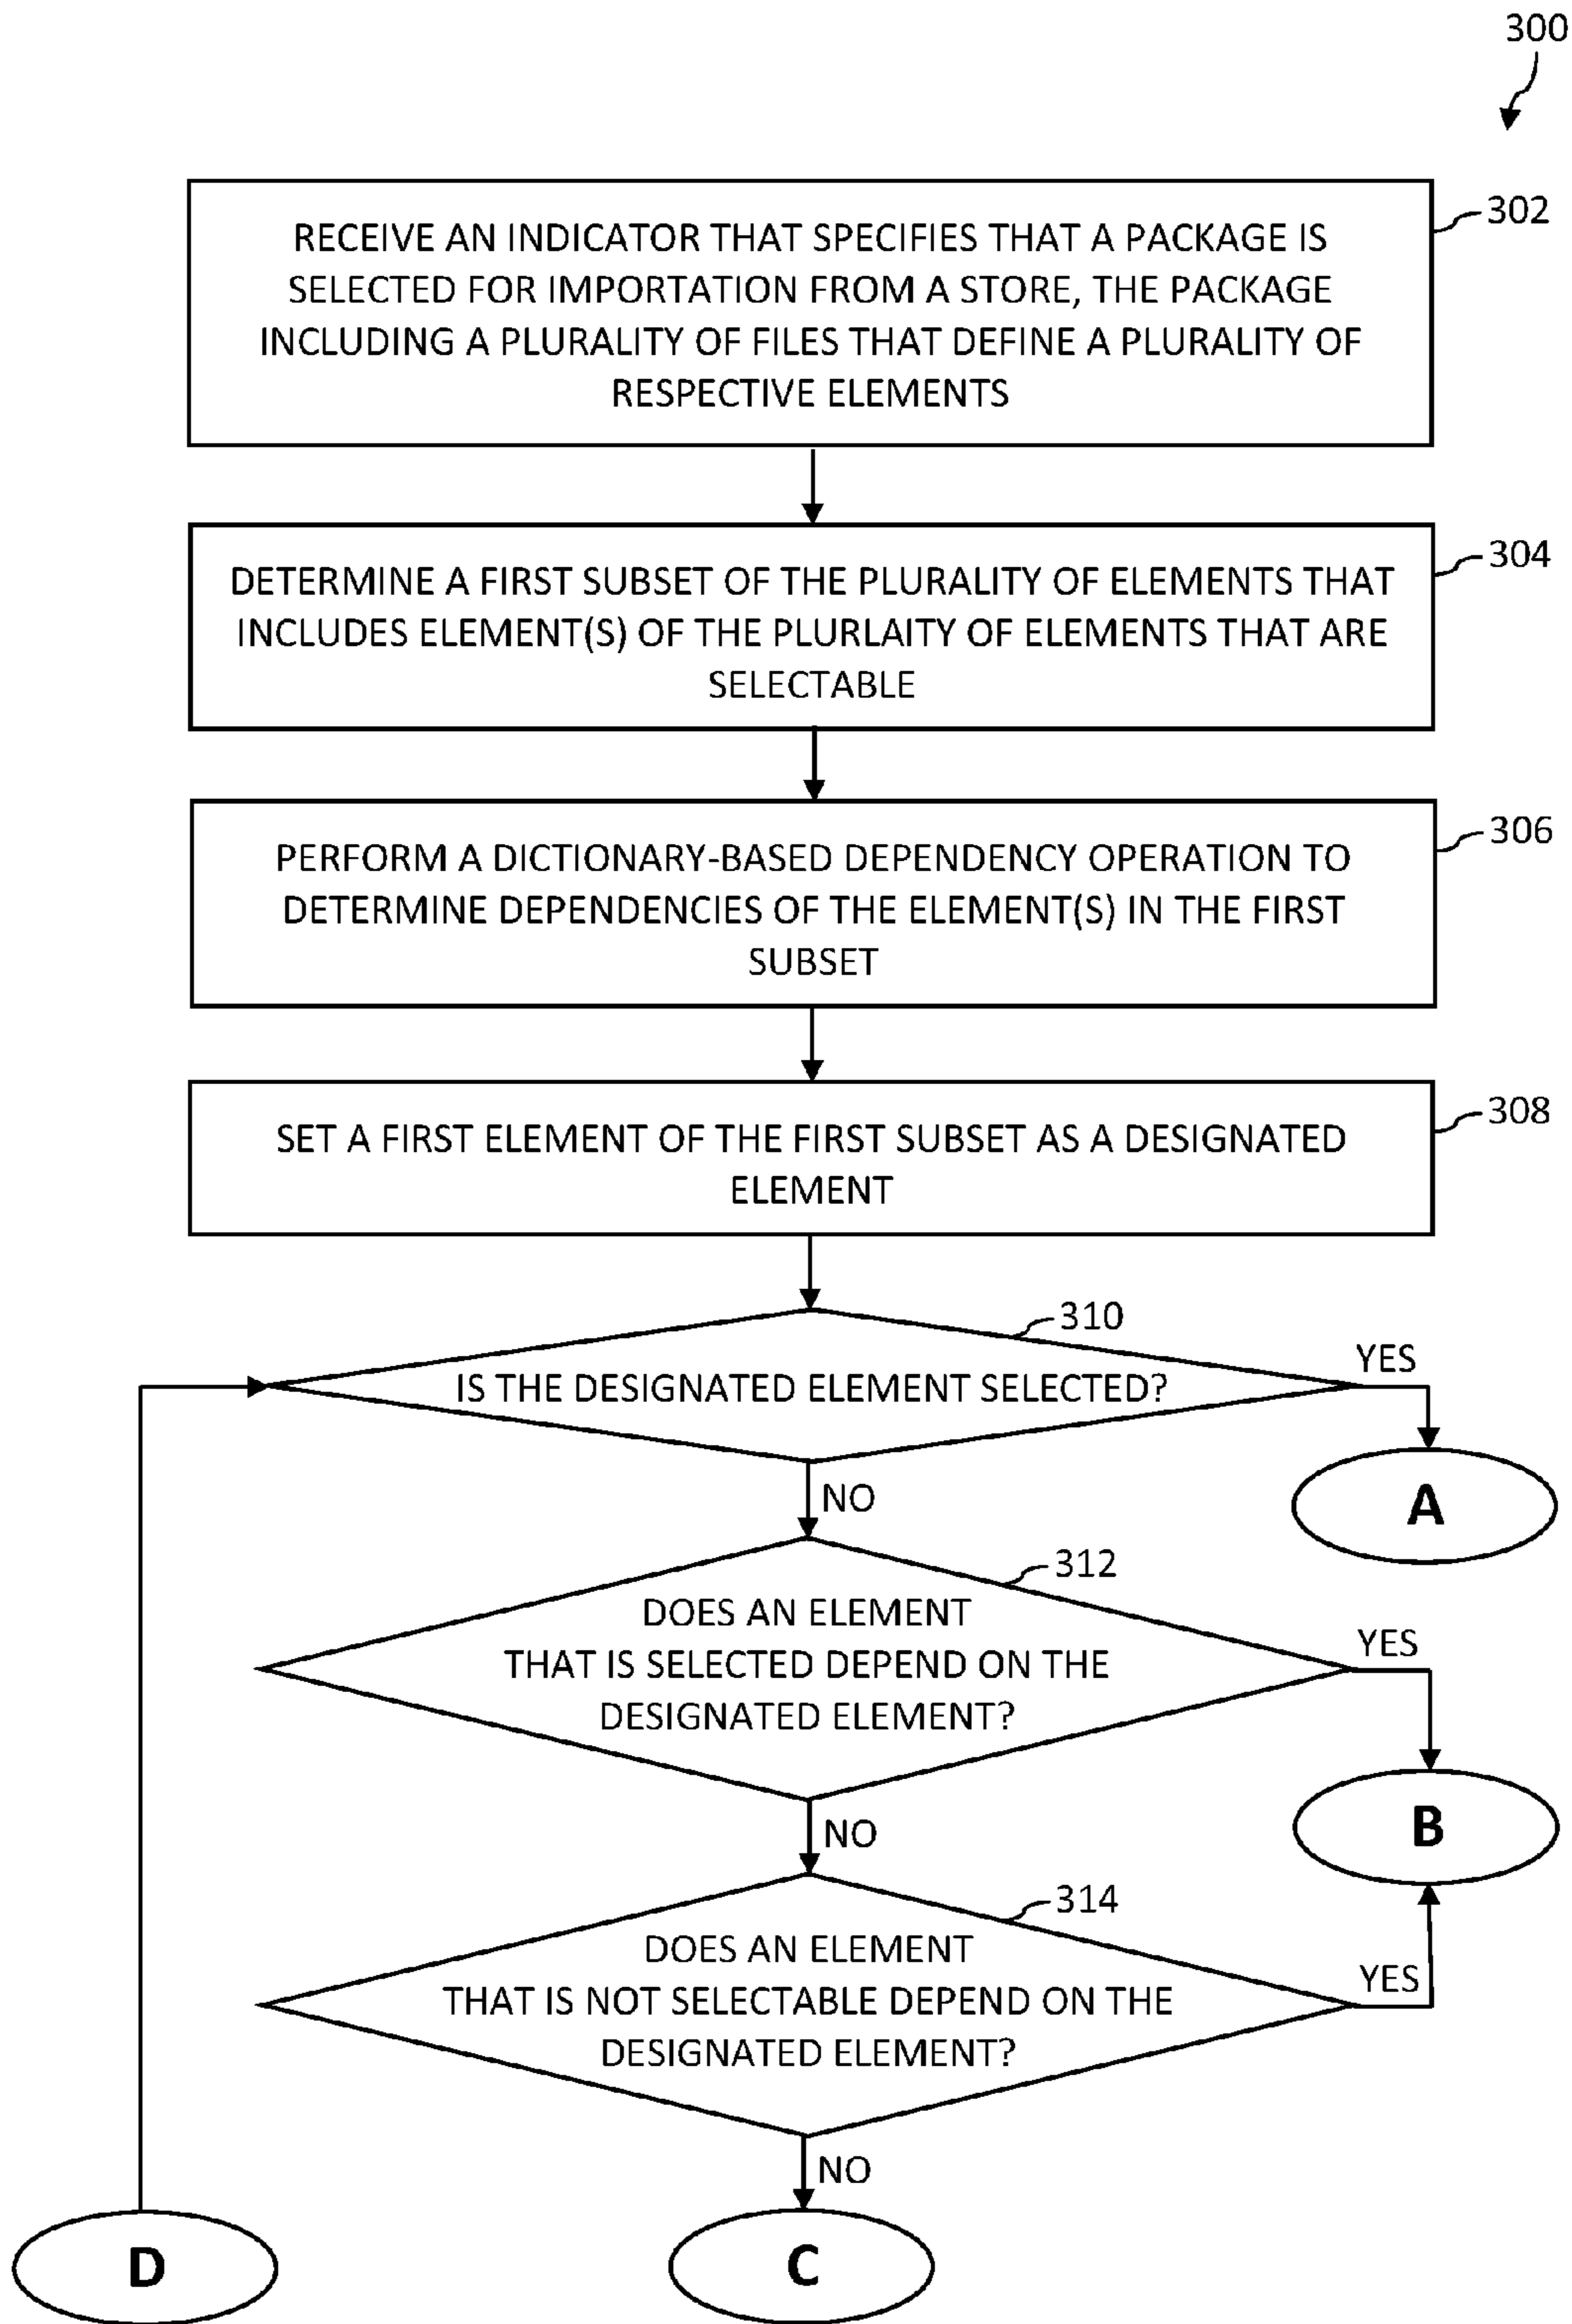 300
302
RECEIVE AN INDICATOR THAT SPECIFIES THAT A PACKAGE IS
SELECTED FOR IMPORTATION FROM A STORE, THE PACKAGE
INCLUDING A PLURALITY OF FILES THAT DEFINE A PLURALITY OF
RESPECTIVE ELEMENTS
304
DETERMINE A FIRST SUBSET OF THE PLURALITY OF ELEMENTS THAT
INCLUDES ELEMENT(S) OF THE PLURLAITY OF ELEMENTS THAT ARE
SELECTABLE
306
PERFORM A DICTIONARY-BASED DEPENDENCY OPERATION TO
DETERMINE DEPENDENCIES OF THE ELEMENT(S) IN THE FIRST
SUBSET
308
SET A FIRST ELEMENT OF THE FIRST SUBSET AS A DESIGNATED
ELEMENT
310
IS THE DESIGNATED ELEMENT SELECTED?
YES
A
NO
312
DOES AN ELEMENT
THAT IS SELECTED DEPEND ON THE
DESIGNATED ELEMENT?
YES
B
NO
314
DOES AN ELEMENT
THAT IS NOT SELECTABLE DEPEND ON THE
DESIGNATED ELEMENT?
YES
NO
D
C